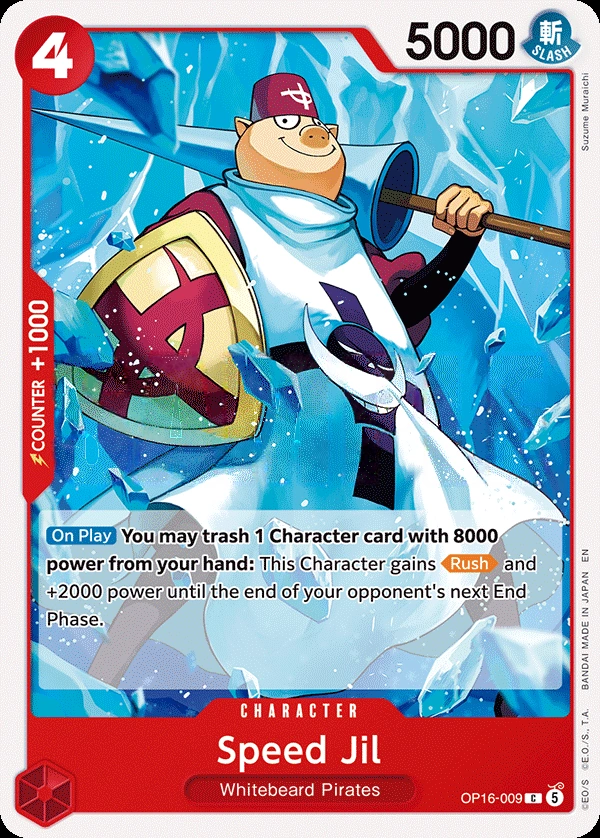 4
5000
斬
SLASH
Suzume Muraichi
COUNTER +1000
On Play You may trash 1 Character card with 8000
power from your hand: This Character gains Rush and
+2000 power until the end of your opponent's next End
Phase.
CHARACTER
Speed Jil
Whitebeard Pirates
OP16-009 C 5
©EO/S ©E.O./S., T.A. BANDAI MADE IN JAPAN EN